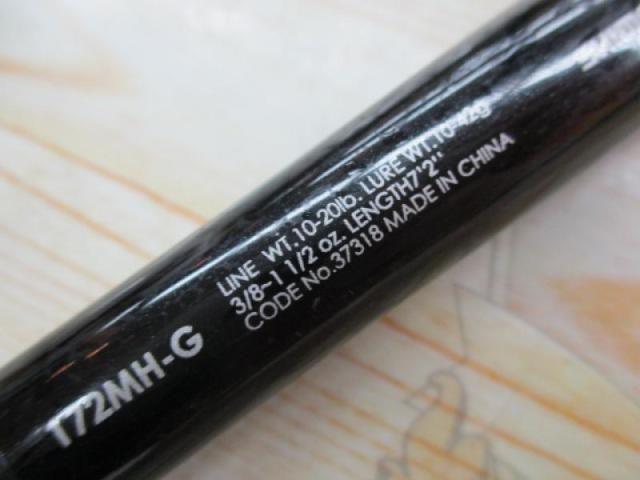 172MH-G
LINE WT.10-20lb. LURE WT.10-42g
3/8~1 1/2 oz. LENGTH7'2"
CODE No.37318 MADE IN CHINA